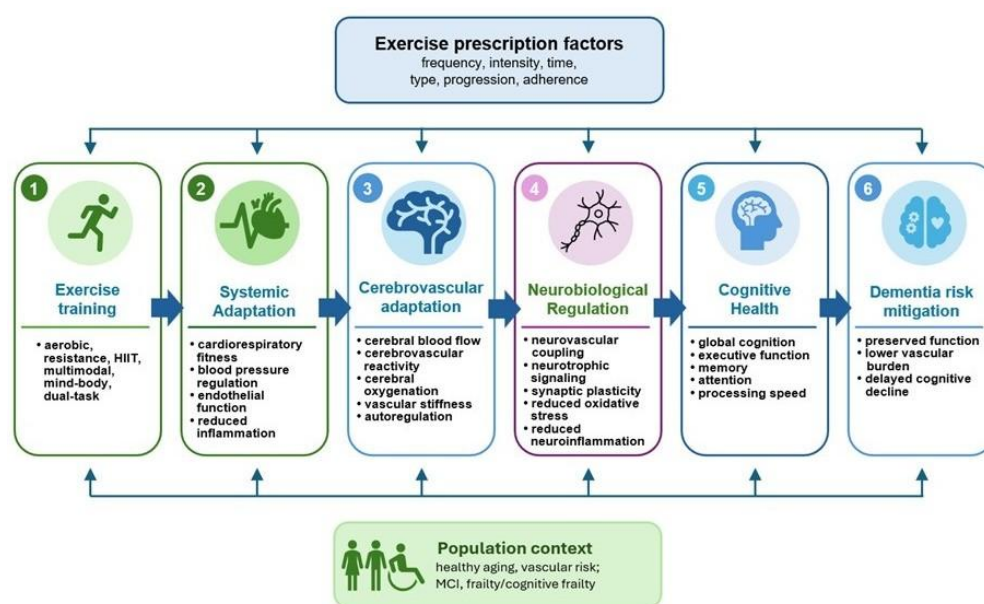 Exercise prescription factors
frequency, intensity, time,
type, progression, adherence
1
Exercise
training
• aerobic,
resistance, HIIT,
multimodal,
mind-body,
dual-task
2
Systemic
Adaptation
• cardiorespiratory
fitness
• blood pressure
regulation
• endothelial
function
• reduced
inflammation
3
Cerebrovascular
adaptation
• cerebral blood flow
• cerebrovascular
reactivity
• cerebral
oxygenation
• vascular stiffness
• autoregulation
4
Neurobiological
Regulation
• neurovascular
coupling
• neurotrophic
signaling
• synaptic plasticity
• reduced oxidative
stress
• reduced
neuroinflammation
5
Cognitive
Health
• global cognition
• executive function
• memory
• attention
• processing speed
6
Dementia risk
mitigation
• preserved function
• lower vascular
burden
• delayed cognitive
decline
Population context
healthy aging, vascular risk;
MCI, frailty/cognitive frailty